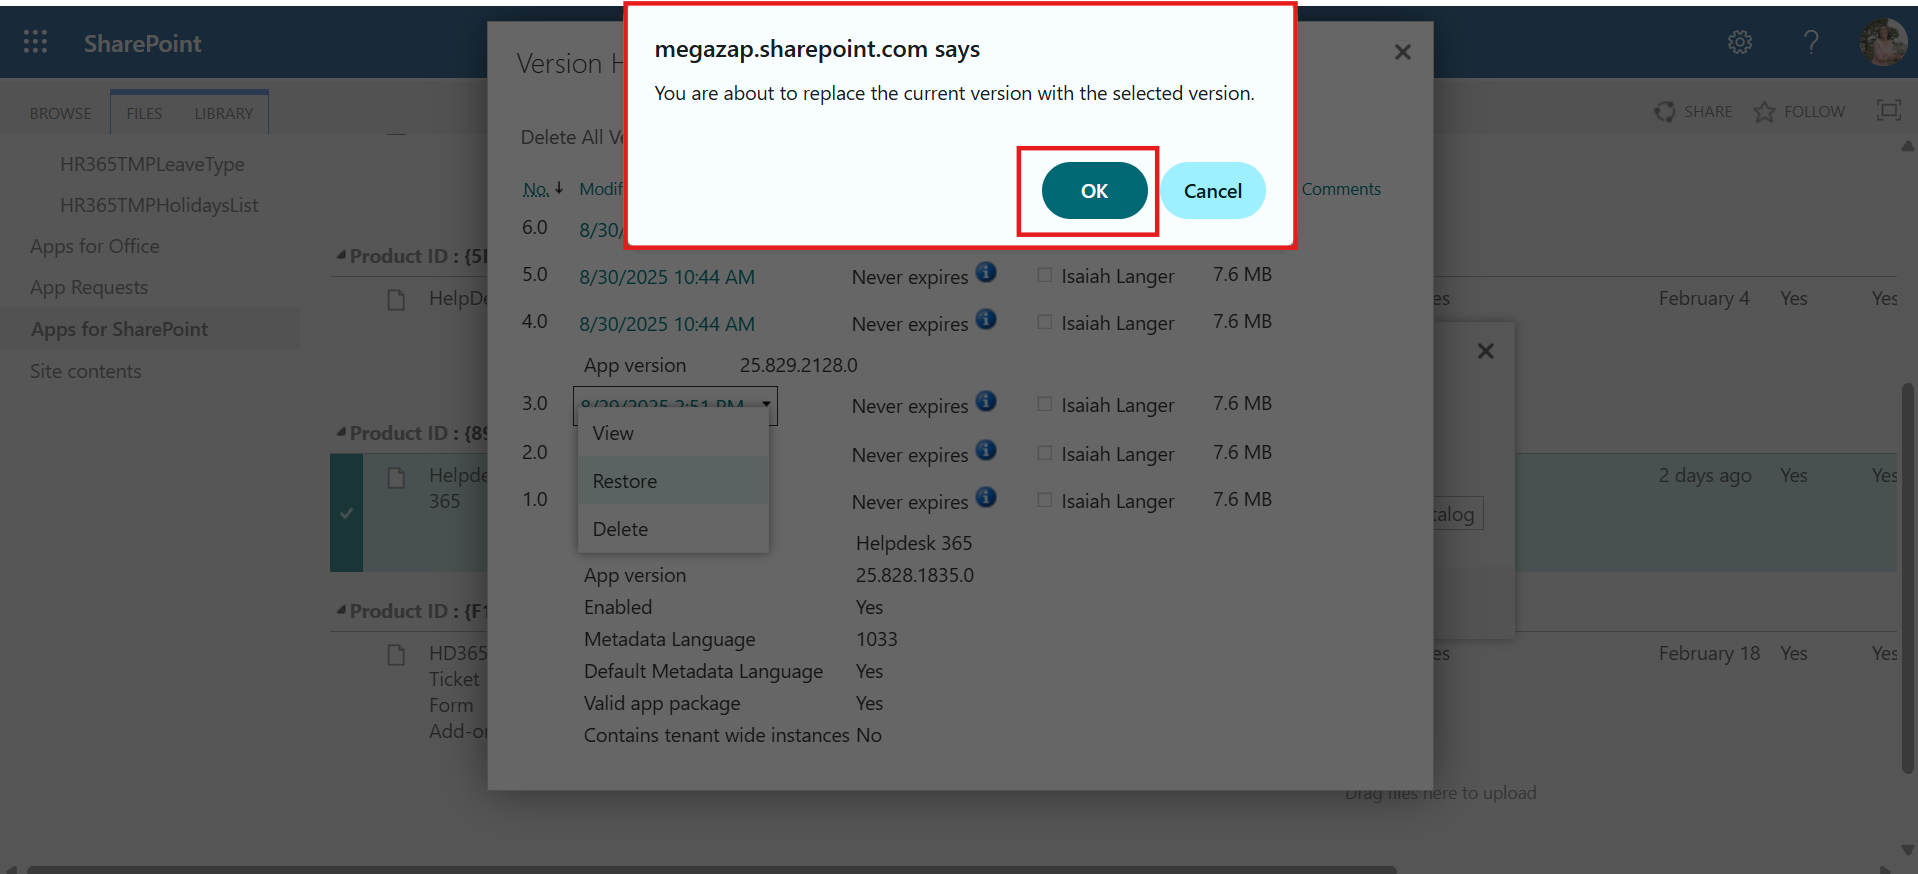 SharePoint
megazap.sharepoint.com says
You are about to replace the current version with the selected version.
OK
Cancel
Version
Delete All
BROWSE
FILES
LIBRARY
SHARE
FOLLOW
HR365TMPLeaveType
HR365TMPHolidaysList
Apps for Office
App Requests
Apps for SharePoint
Site contents
No. Modif Comments
6.0 8/30/
5.0 8/30/2025 10:44 AM Never expires Isaiah Langer 7.6 MB
4.0 8/30/2025 10:44 AM Never expires Isaiah Langer 7.6 MB
App version 25.829.2128.0
3.0 8/29/2025 2:51 PM Never expires Isaiah Langer 7.6 MB
View
Restore
Delete
2.0 Never expires Isaiah Langer 7.6 MB
1.0 Never expires Isaiah Langer 7.6 MB
Helpdesk 365
App version 25.828.1835.0
Enabled Yes
Metadata Language 1033
Default Metadata Language Yes
Valid app package Yes
Contains tenant wide instances No
Product ID : {5
HelpDe
es February 4 Yes Yes
Product ID : {89
Helpde
365
2 days ago Yes Yes
talog
Product ID : {F1
HD365
Ticket
Form
Add-o
es February 18 Yes Yes
Drag files here to upload